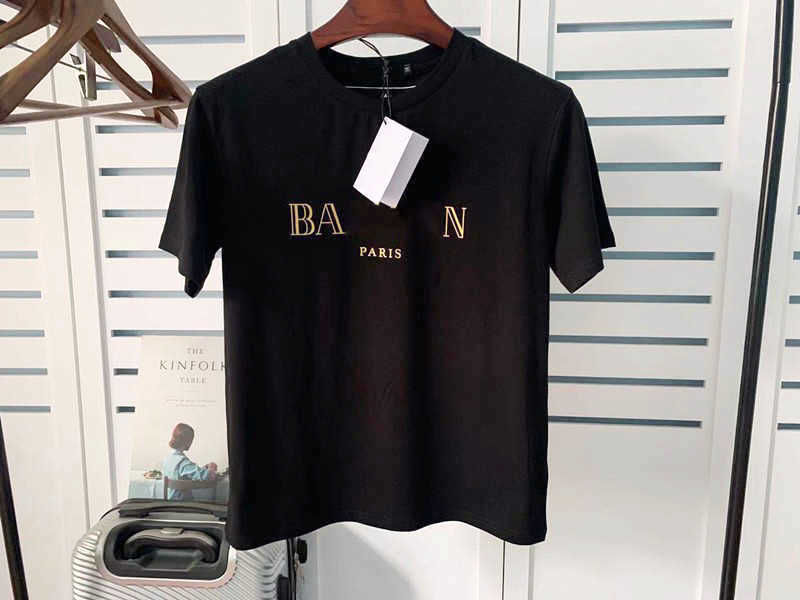 BA N
PARIS
THE
KINFOLK
TABLE